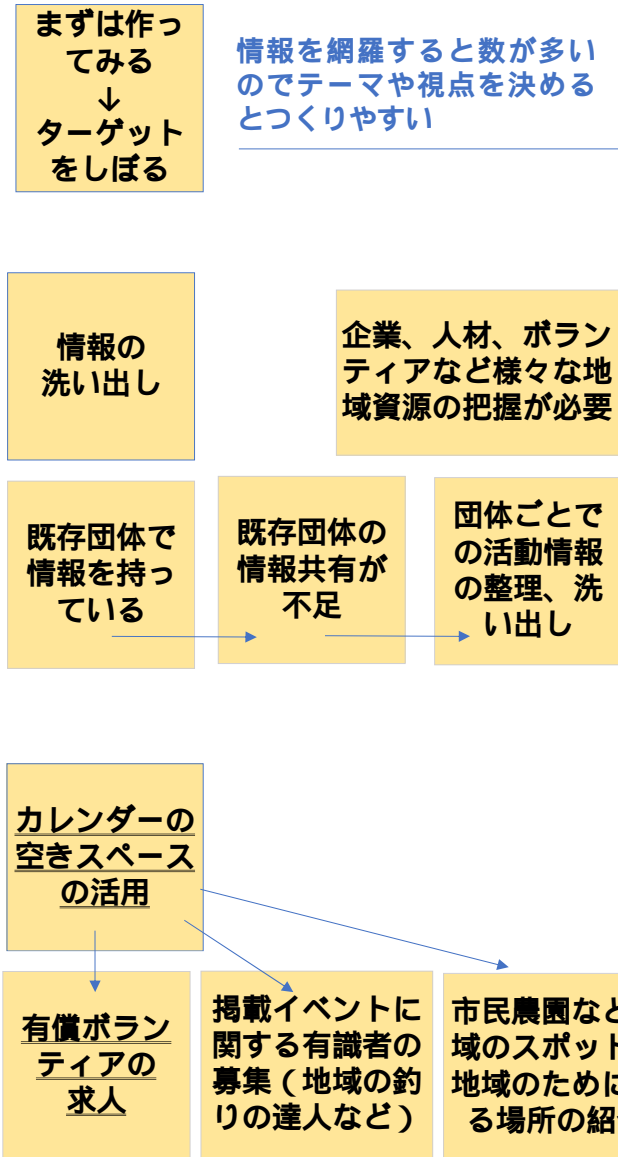 まずは作っ
てみる
↓
ターゲット
をしぼる
情報を網羅すると数が多い
のでテーマや視点を決める
とつくりやすい
情報の
洗い出し
企業、人材、ボラン
ティアなど様々な地
域資源の把握が必要
既存団体で
情報を持っ
ている
既存団体の
情報共有が
不足
団体ごとで
の活動情報
の整理、洗
い出し
カレンダーの
空きスペース
の活用
有償ボラン
ティアの
求人
掲載イベントに
関する有識者の
募集（地域の釣
りの達人など）
市民農園など
域のスポット
地域のために
る場所の紹